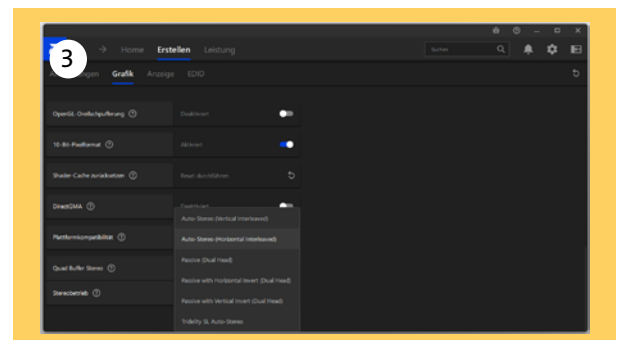 3
Home Erstellen Leistung Suchen
Grafik Anzeige EDID
OpenGL-Dreifachpufferung Deaktiviert
10-Bit-Pixelformat Aktiviert
Shader-Cache zurücksetzen Reset durchführen
DirectGMA Deaktiviert
Auto-Stereo (Vertical Interleaved)
Plattformkompatibilität Auto-Stereo (Horizontal Interleaved)
Passive (Dual Head)
Quad Buffer Stereo Passive with Horizontal Invert (Dual Head)
Stereobetrieb Passive with Vertical Invert (Dual Head)
Tridelity SL Auto-Stereo